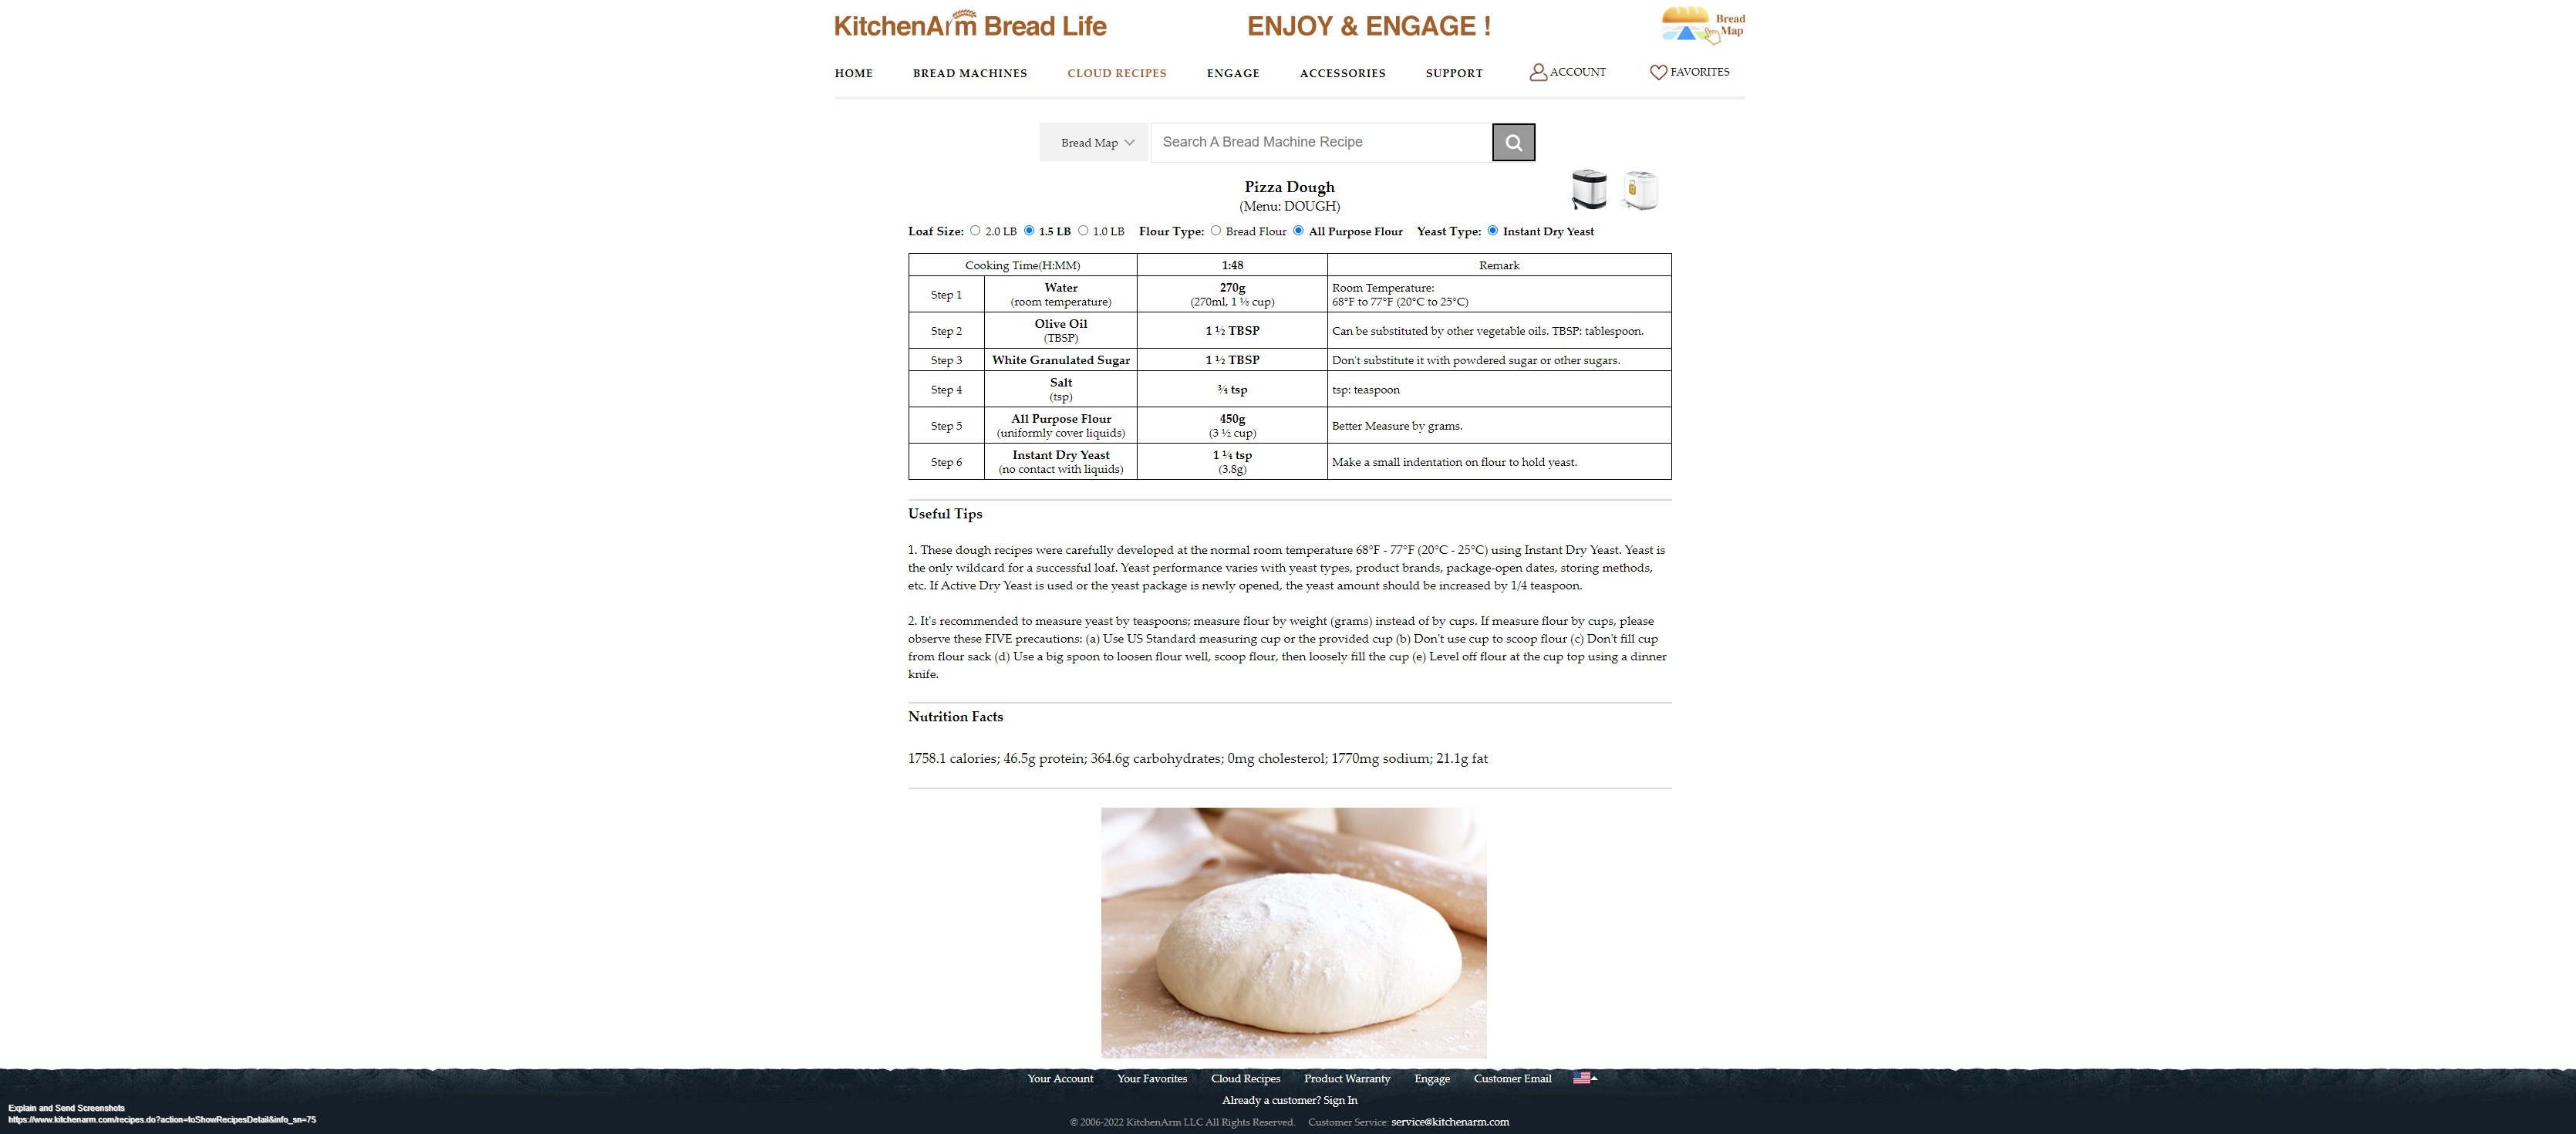 KitchenArm Bread Life
ENJOY & ENGAGE !
Bread
Map
HOME
BREAD MACHINES
CLOUD RECIPES
ENGAGE
ACCESSORIES
SUPPORT
ACCOUNT
FAVORITES
Bread Map
Search A Bread Machine Recipe
Pizza Dough
(Menu: DOUGH)
Loaf Size: 2.0 LB 1.5 LB 1.0 LB Flour Type: Bread Flour All Purpose Flour Yeast Type: Instant Dry Yeast
Cooking Time(H:MM) 1:48 Remark
Step 1
Water
(room temperature)
270g
(270ml, 1 ⅛ cup)
Room Temperature:
68°F to 77°F (20°C to 25°C)
Step 2
Olive Oil
(TBSP)
1 ½ TBSP
Can be substituted by other vegetable oils. TBSP: tablespoon.
Step 3
White Granulated Sugar
1 ½ TBSP
Don't substitute it with powdered sugar or other sugars.
Step 4
Salt
(tsp)
¾ tsp
tsp: teaspoon
Step 5
All Purpose Flour
(uniformly cover liquids)
450g
(3 ½ cup)
Better Measure by grams.
Step 6
Instant Dry Yeast
(no contact with liquids)
1 ¼ tsp
(3.8g)
Make a small indentation on flour to hold yeast.
Useful Tips
1. These dough recipes were carefully developed at the normal room temperature 68°F - 77°F (20°C - 25°C) using Instant Dry Yeast. Yeast is
the only wildcard for a successful loaf. Yeast performance varies with yeast types, product brands, package-open dates, storing methods,
etc. If Active Dry Yeast is used or the yeast package is newly opened, the yeast amount should be increased by 1/4 teaspoon.
2. It's recommended to measure yeast by teaspoons; measure flour by weight (grams) instead of by cups. If measure flour by cups, please
observe these FIVE precautions: (a) Use US Standard measuring cup or the provided cup (b) Don't use cup to scoop flour (c) Don't fill cup
from flour sack (d) Use a big spoon to loosen flour well, scoop flour, then loosely fill the cup (e) Level off flour at the cup top using a dinner
knife.
Nutrition Facts
1758.1 calories; 46.5g protein; 364.6g carbohydrates; 0mg cholesterol; 1770mg sodium; 21.1g fat
Your Account
Your Favorites
Cloud Recipes
Product Warranty
Engage
Customer Email
Already a customer? Sign In
© 2006-2022 KitchenArm LLC All Rights Reserved. Customer Service: service@kitchenarm.com
Explain and Send Screenshots
https://www.kitchenarm.com/recipes.do?action=toShowRecipesDetail&info_sn=75